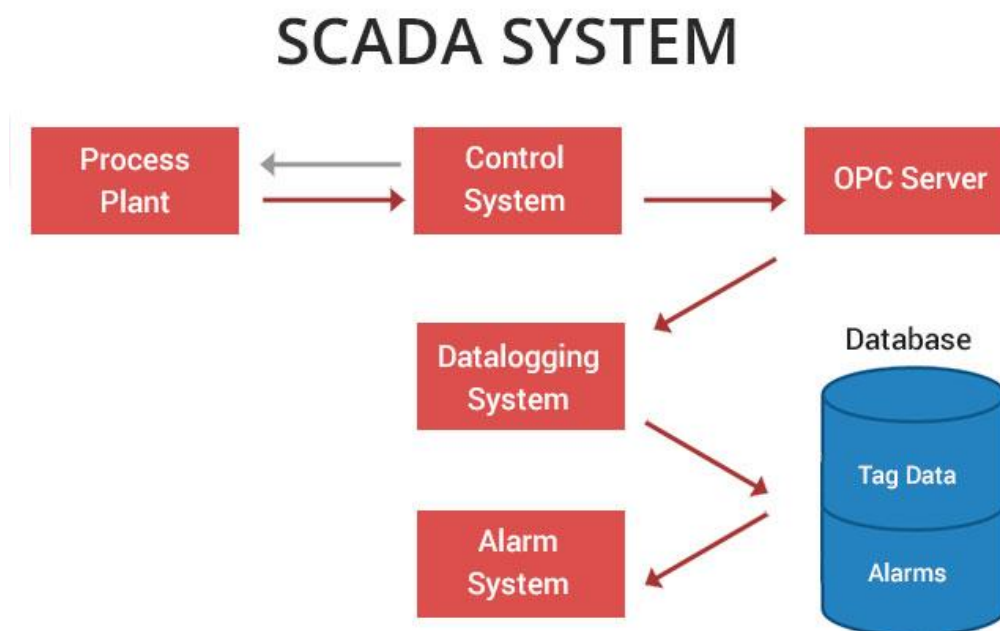 SCADA SYSTEM
Process
Plant
Control
System
OPC Server
Datalogging
System
Database
Tag Data
Alarm
System
Alarms